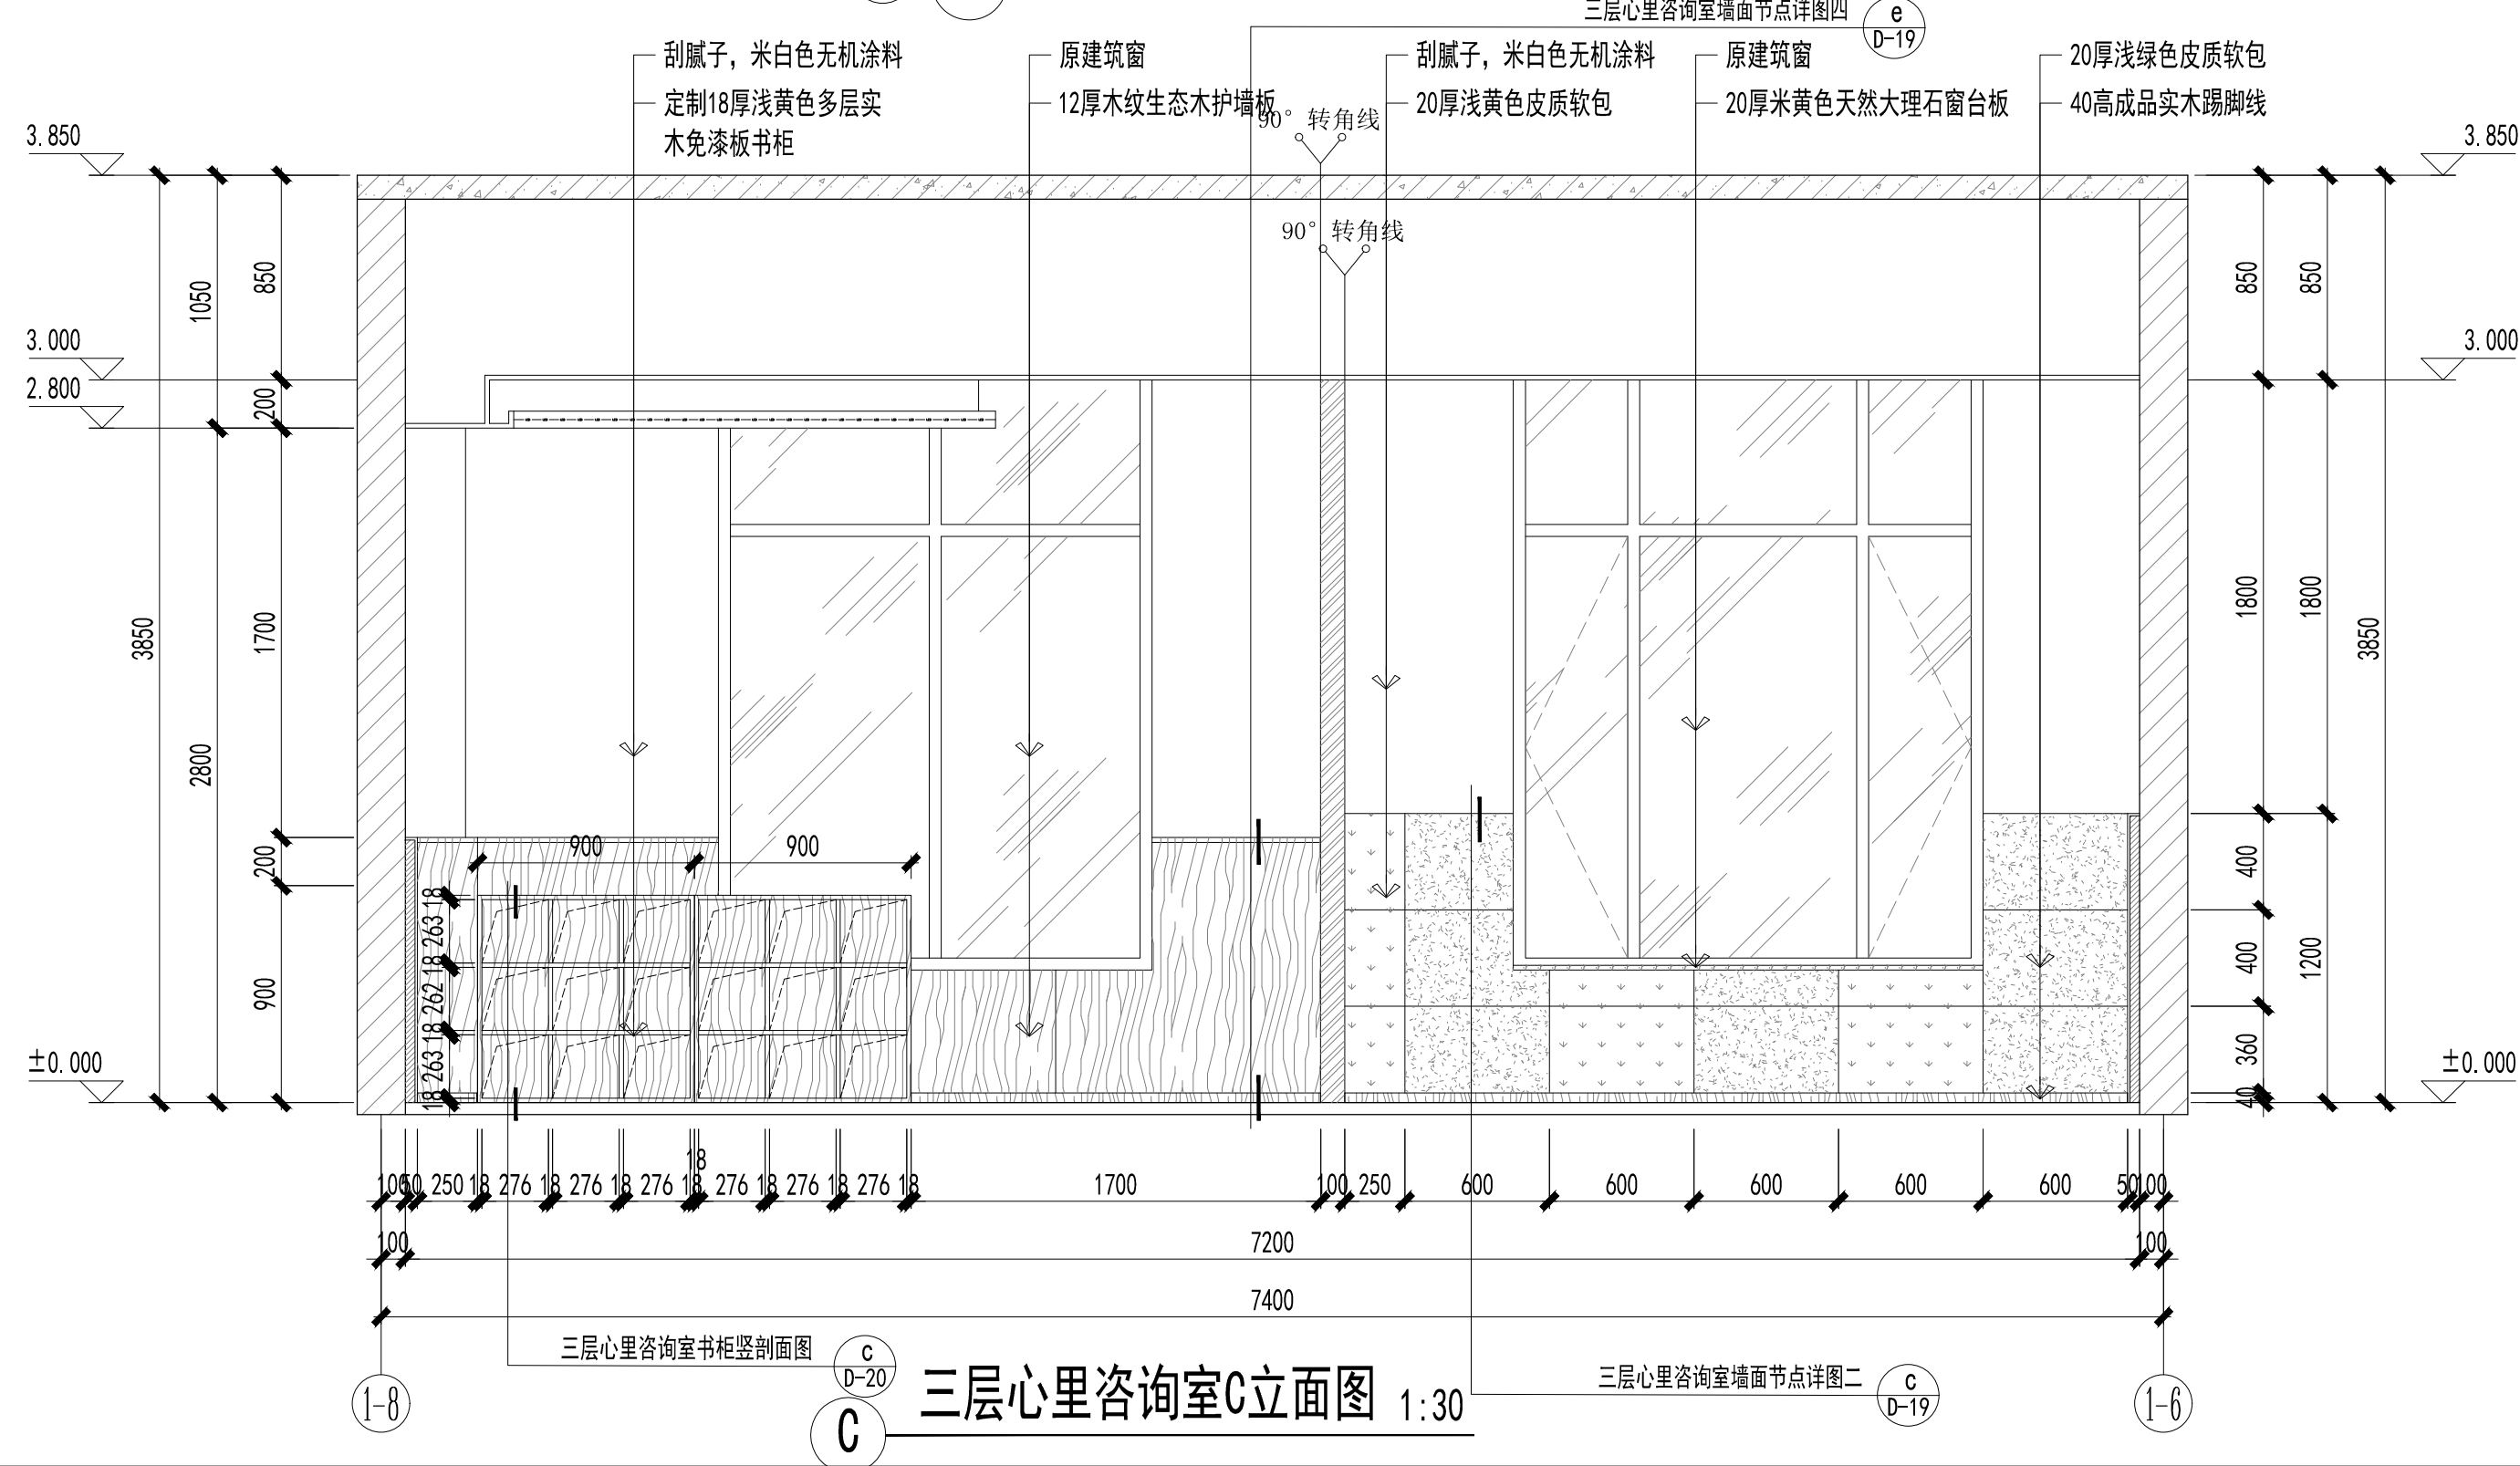 三层心里咨询室墙面节点详图四
e
D-19
刮腻子，米白色无机涂料
原建筑窗
刮腻子，米白色无机涂料
原建筑窗
20厚浅绿色皮质软包
定制18厚浅黄色多层实
木免漆板书柜
12厚木纹生态木护墙板
20厚浅黄色皮质软包
20厚米黄色天然大理石窗台板
40高成品实木踢脚线
90° 转角线
90° 转角线
3.850
3.000
2.800
±0.000
3850
1050
2800
850
200
1700
200
900
18
263
18
262
18
263
18
900
900
3.850
3.000
±0.000
850
1800
400
400
360
40
850
1800
1200
3850
18
100 50 250 18 276 18 276 18 276 18 276 18 276 18 276 18 1700 100 250 600 600 600 600 600 50 100
100 7200 100
7400
三层心里咨询室书柜竖剖面图
c
D-20
三层心里咨询室墙面节点详图二
c
D-19
1-8
1-6
C
三层心里咨询室C立面图 1:30